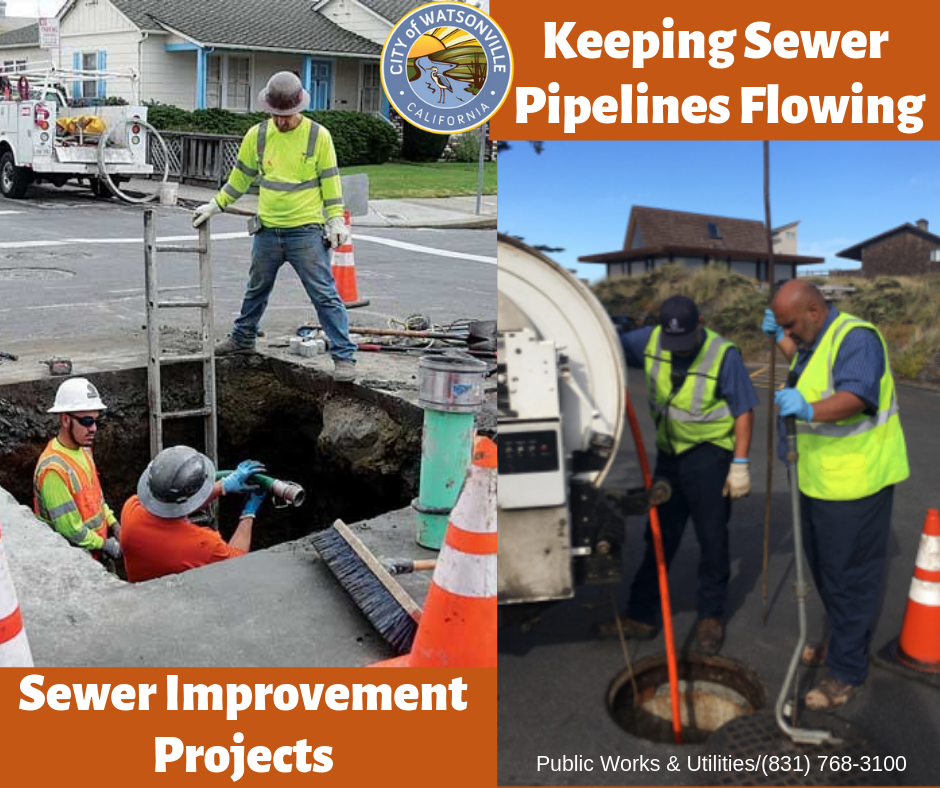 CITY of WATSONVILLE
CALIFORNIA
Keeping Sewer
Pipelines Flowing
Sewer Improvement
Projects
Public Works & Utilities/(831) 768-3100